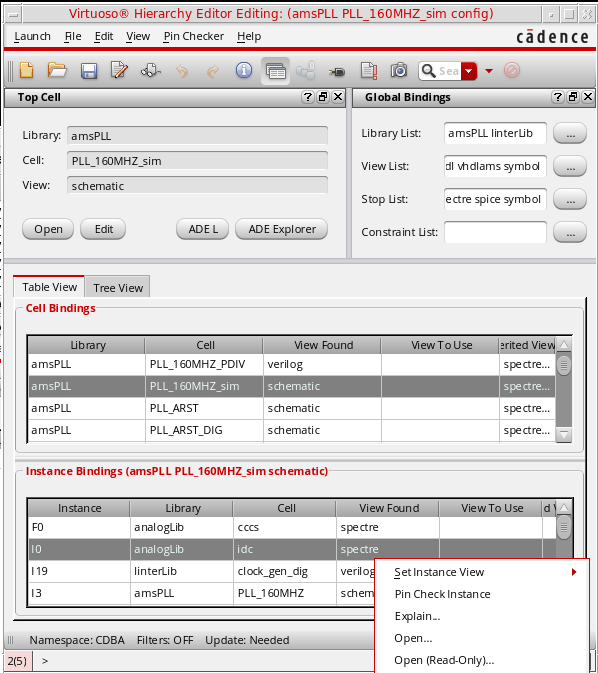 Virtuoso® Hierarchy Editor Editing: (amsPLL PLL_160MHZ_sim config)
Launch File Edit View Pin Checker Help
cādence
Sea
Top Cell
Global Bindings
Library: amsPLL
Cell: PLL_160MHZ_sim
View: schematic
Open Edit ADE L ADE Explorer
Library List: amsPLL linterLib ...
View List: dl vhdlams symbol ...
Stop List: ectre spice symbol ...
Constraint List: ...
Table View Tree View
Cell Bindings
Library Cell View Found View To Use erited View
amsPLL PLL_160MHZ_PDIV verilog spectre...
amsPLL PLL_160MHZ_sim schematic spectre...
amsPLL PLL_ARST schematic spectre...
amsPLL PLL_ARST_DIG schematic spectre...
Instance Bindings (amsPLL PLL_160MHZ_sim schematic)
Instance Library Cell View Found View To Use d V
F0 analogLib cccs spectre
I0 analogLib idc spectre
I19 linterLib clock_gen_dig verilog
I3 amsPLL PLL_160MHZ schem
Set Instance View
Pin Check Instance
Explain...
Open...
Open (Read-Only)...
Namespace: CDBA Filters: OFF Update: Needed
2(5) >